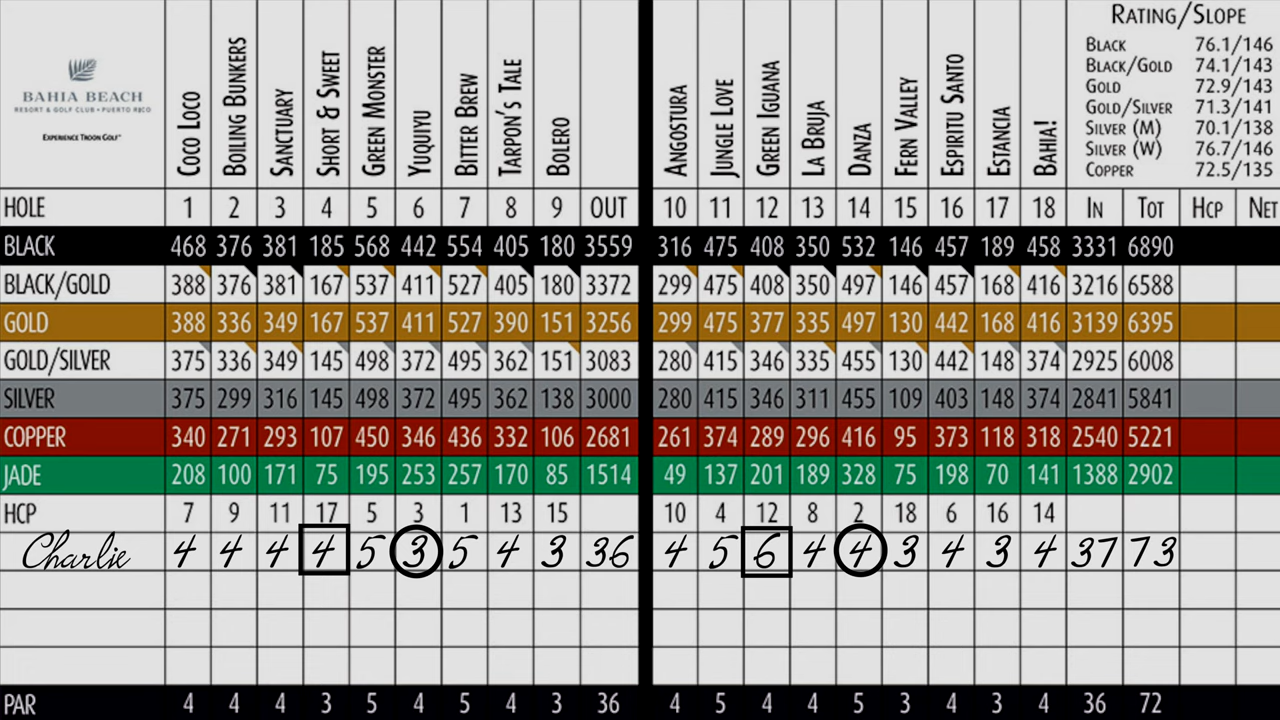 BAHIA BEACH
RESORT & GOLF CLUB • PUERTO RICO
EXPERIENCE TROON GOLF™
COCO LOCO BOILING BUNKERS SANCTUARY SHORT & SWEET GREEN MONSTER YUQUIYU BITTER BREW TARPON'S TALE BOLERO ANGOSTURA JUNGLE LOVE GREEN IGUANA LA BRUJA DANZA FERN VALLEY ESPIRITU SANTO ESTANCIA BAHIA!
RATING/SLOPE
BLACK 76.1/146
BLACK/GOLD 74.1/143
GOLD 72.9/143
GOLD/SILVER 71.3/141
SILVER (M) 70.1/138
SILVER (W) 76.7/146
COPPER 72.5/135
HOLE 1 2 3 4 5 6 7 8 9 OUT 10 11 12 13 14 15 16 17 18 IN TOT HCP NET
BLACK 468 376 381 185 568 442 554 405 180 3559 316 475 408 350 532 146 457 189 458 3331 6890
BLACK/GOLD 388 376 381 167 537 411 527 405 180 3372 299 475 408 350 497 146 457 168 416 3216 6588
GOLD 388 336 349 167 537 411 527 390 151 3256 299 475 377 335 497 130 442 168 416 3139 6395
GOLD/SILVER 375 336 349 145 498 372 495 362 151 3083 280 415 346 335 455 130 442 148 374 2925 6008
SILVER 375 299 316 145 498 372 495 362 138 3000 280 415 346 311 455 109 403 148 374 2841 5841
COPPER 340 271 293 107 450 346 436 332 106 2681 261 374 289 296 416 95 373 118 318 2540 5221
JADE 208 100 171 75 195 253 257 170 85 1514 49 137 201 189 328 75 198 70 141 1388 2902
HCP 7 9 11 17 5 3 1 13 15 10 4 12 8 2 18 6 16 14
Charlie 4 4 4 4 5 3 5 4 3 36 4 5 6 4 4 3 4 3 4 37 73
PAR 4 4 4 3 5 4 5 4 3 36 4 5 4 4 5 3 4 3 4 36 72